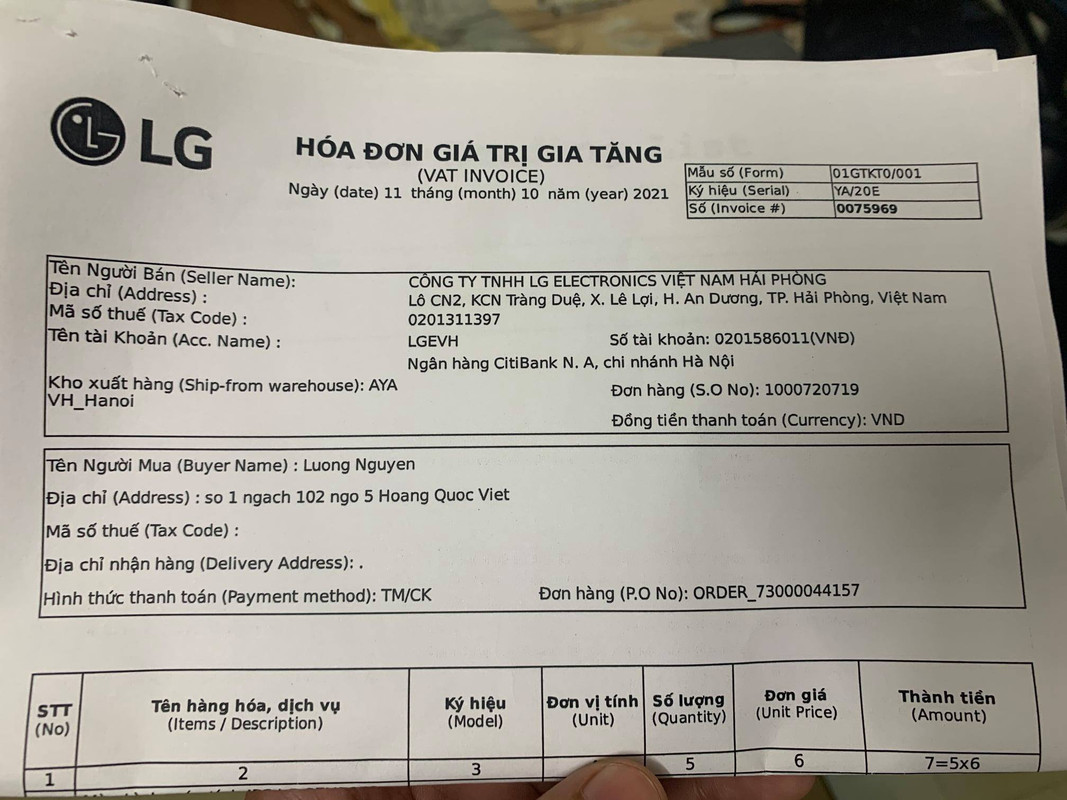 LG
HÓA ĐƠN GIÁ TRỊ GIA TĂNG
(VAT INVOICE)
Ngày (date) 11 tháng (month) 10 năm (year) 2021
Mẫu số (Form) 01GTKT0/001
Ký hiệu (Serial) YA/20E
Số (Invoice #) 0075969
Tên Người Bán (Seller Name): CÔNG TY TNHH LG ELECTRONICS VIỆT NAM HẢI PHÒNG
Địa chỉ (Address) : Lô CN2, KCN Tràng Duệ, X. Lê Lợi, H. An Dương, TP. Hải Phòng, Việt Nam
Mã số thuế (Tax Code) : 0201311397
Tên tài Khoản (Acc. Name) : LGEVH Số tài khoản: 0201586011(VNĐ)
Ngân hàng CitiBank N. A, chi nhánh Hà Nội
Kho xuất hàng (Ship-from warehouse): AYA
VH_Hanoi
Đơn hàng (S.O No): 1000720719
Đồng tiền thanh toán (Currency): VND
Tên Người Mua (Buyer Name) : Luong Nguyen
Địa chỉ (Address) : so 1 ngach 102 ngo 5 Hoang Quoc Viet
Mã số thuế (Tax Code) :
Địa chỉ nhận hàng (Delivery Address): .
Hình thức thanh toán (Payment method): TM/CK Đơn hàng (P.O No): ORDER_73000044157
STT Tên hàng hóa, dịch vụ Ký hiệu Đơn vị tính Số lượng Đơn giá Thành tiền
(No) (Items / Description) (Model) (Unit) (Quantity) (Unit Price) (Amount)
1 2 3 5 6 7=5x6